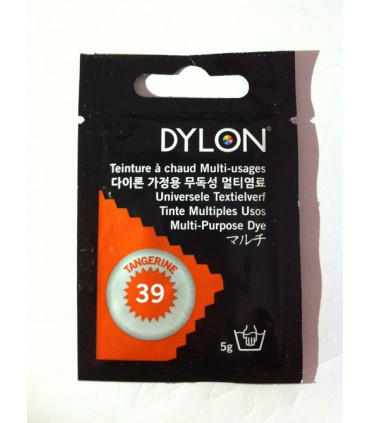 DYLON®
Teinture à chaud Multi-usages
다이론 가정용 무독성 멀티염료
Universele Textielverf
Tinte Multiples Usos
Multi-Purpose Dye
マルチ
TANGERINE
39
5g